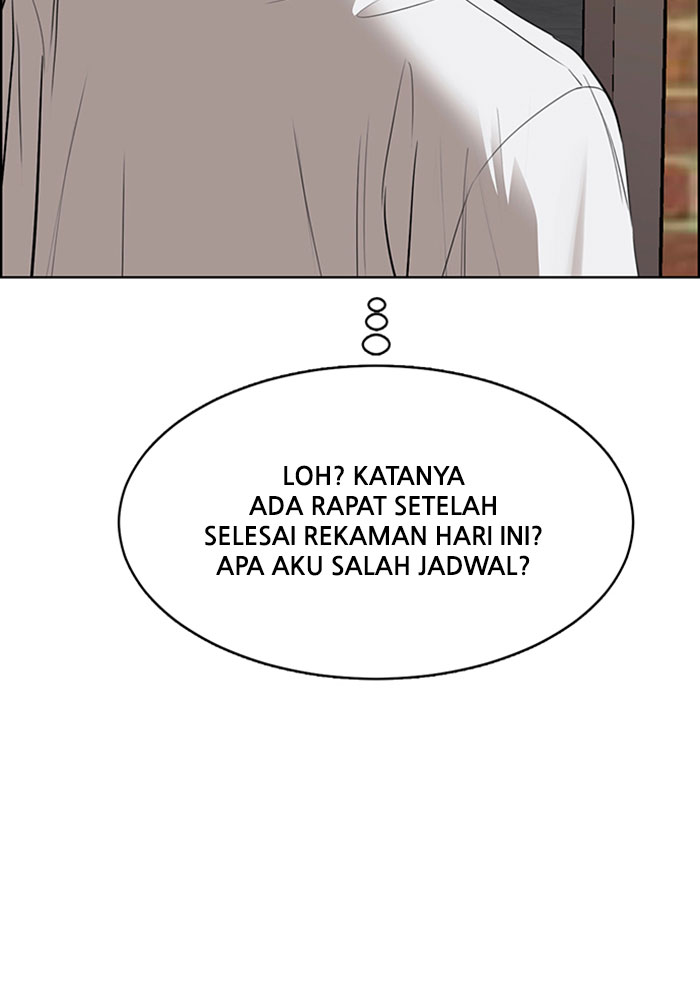 LOH? KATANYA
ADA RAPAT SETELAH
SELESAI REKAMAN HARI INI?
APA AKU SALAH JADWAL?